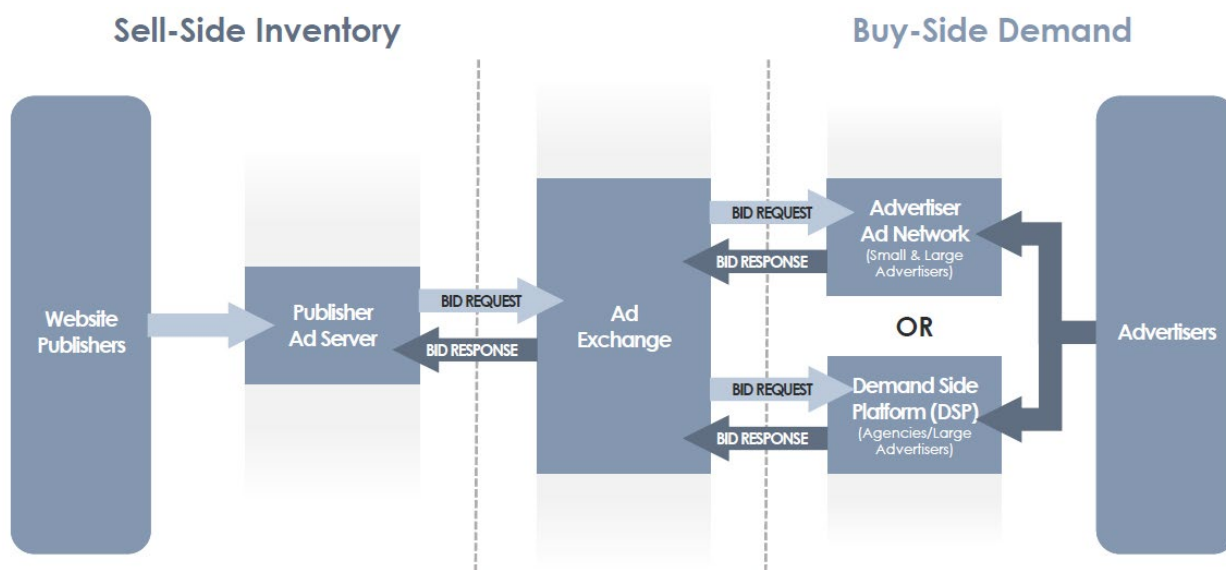 Sell-Side Inventory
Buy-Side Demand
Website
Publishers
Publisher
Ad Server
BID REQUEST
BID RESPONSE
Ad
Exchange
BID REQUEST
BID RESPONSE
BID REQUEST
BID RESPONSE
Advertiser
Ad Network
(Small & Large
Advertisers)
OR
Demand Side
Platform (DSP)
(Agencies/Large
Advertisers)
Advertisers